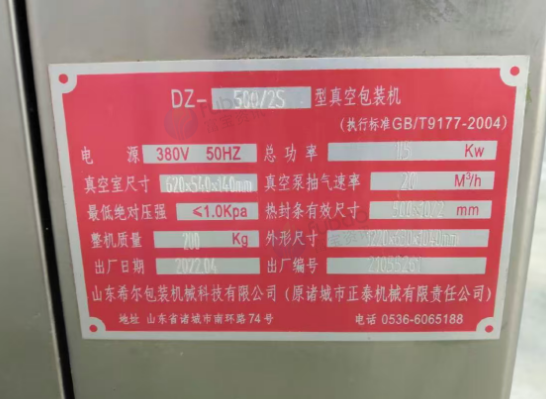 DZ-500/2S 型真空包装机
(执行标准GB/T9177-2004)
电 源 380V 50HZ 总 功 率 Kw
真空室尺寸 620x540x340mm 真空泵抽气速率 20 M³/h
最低绝对压强 ≤1.0Kpa 热封条有效尺寸 mm
整机质量 200 Kg 外形尺寸
出厂日期 2022.04 出厂编号
山东希尔包装机械科技有限公司（原诸城市正泰机械有限责任公司）
地址 山东省诸城市南环路74号 电话 0536-6065188